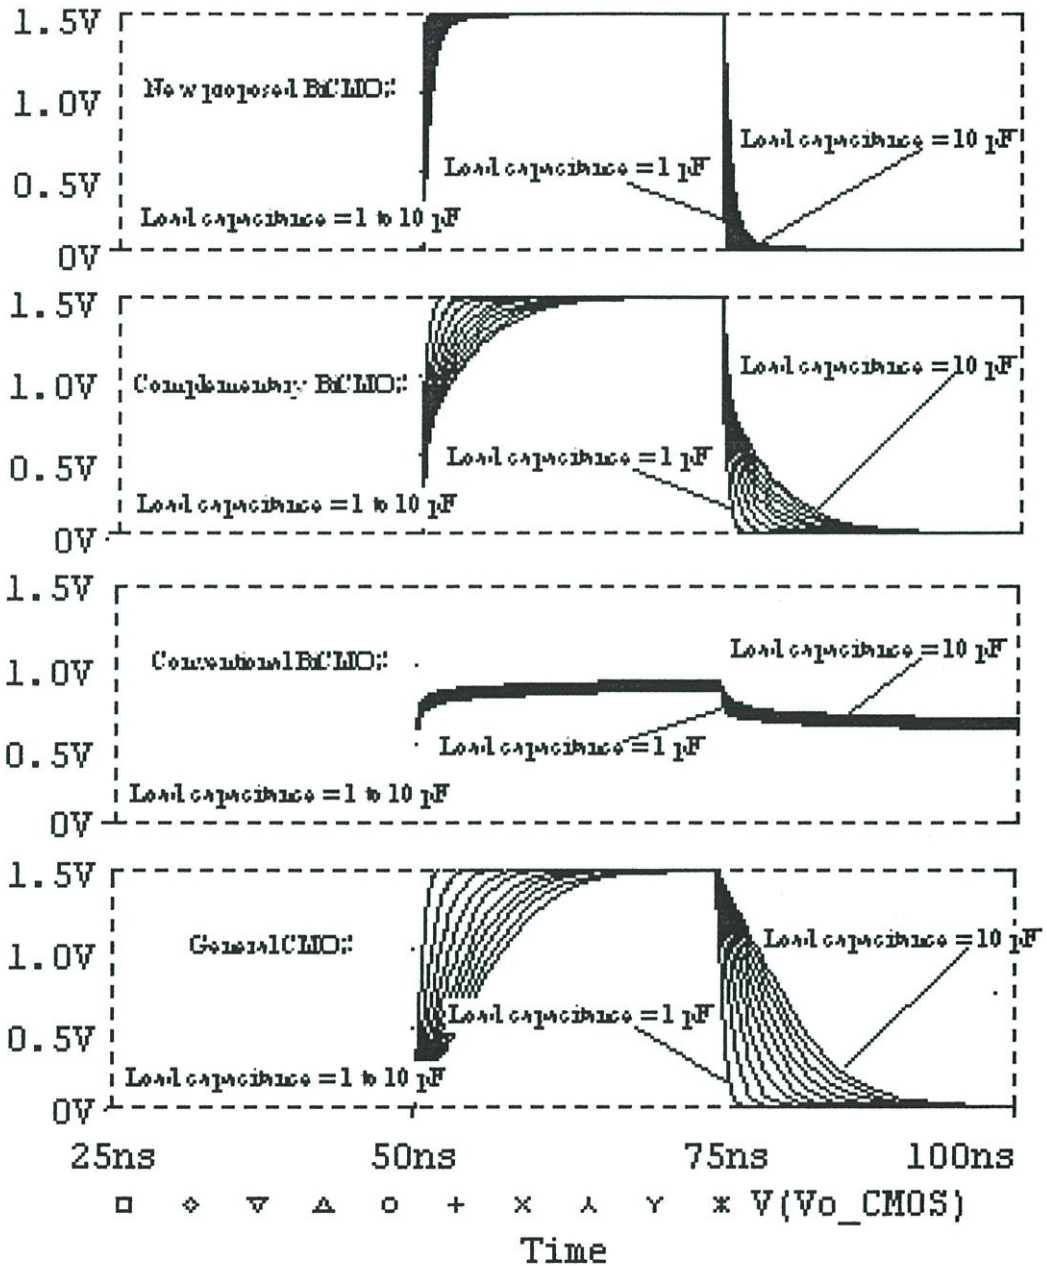 1.5V
New proposed BiCMOS
1.0V
Load capacitance = 10 pF
Load capacitance = 1 pF
0.5V
Load capacitance = 1 to 10 pF
0V
1.5V
Load capacitance = 10 pF
Complementary BiCMOS
1.0V
Load capacitance = 1 pF
0.5V
Load capacitance = 1 to 10 pF
0V
1.5V
Load capacitance = 10 pF
Conventional BiCMOS
1.0V
Load capacitance = 1 pF
0.5V
Load capacitance = 1 to 10 pF
0V
1.5V
General CMOS
Load capacitance = 10 pF
1.0V
Load capacitance = 1 pF
0.5V
Load capacitance = 1 to 10 pF
0V
25ns 50ns 75ns 100ns
V(Vo_CMOS)
Time